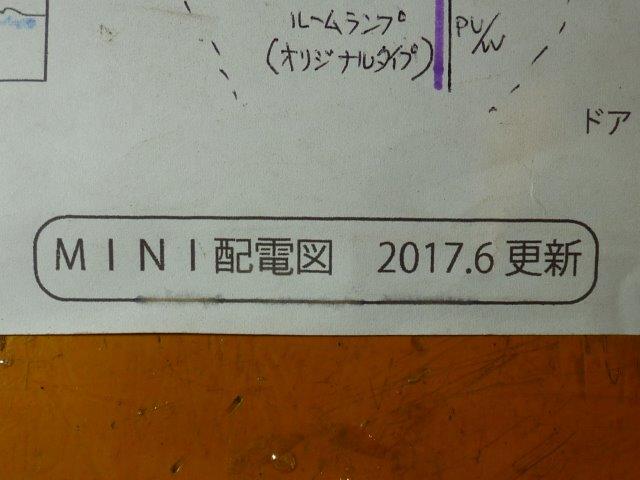 ルームランプ
(オリジナルタイプ)
PU/W
ドア
ＭＩＮＩ配電図　2017.6 更新